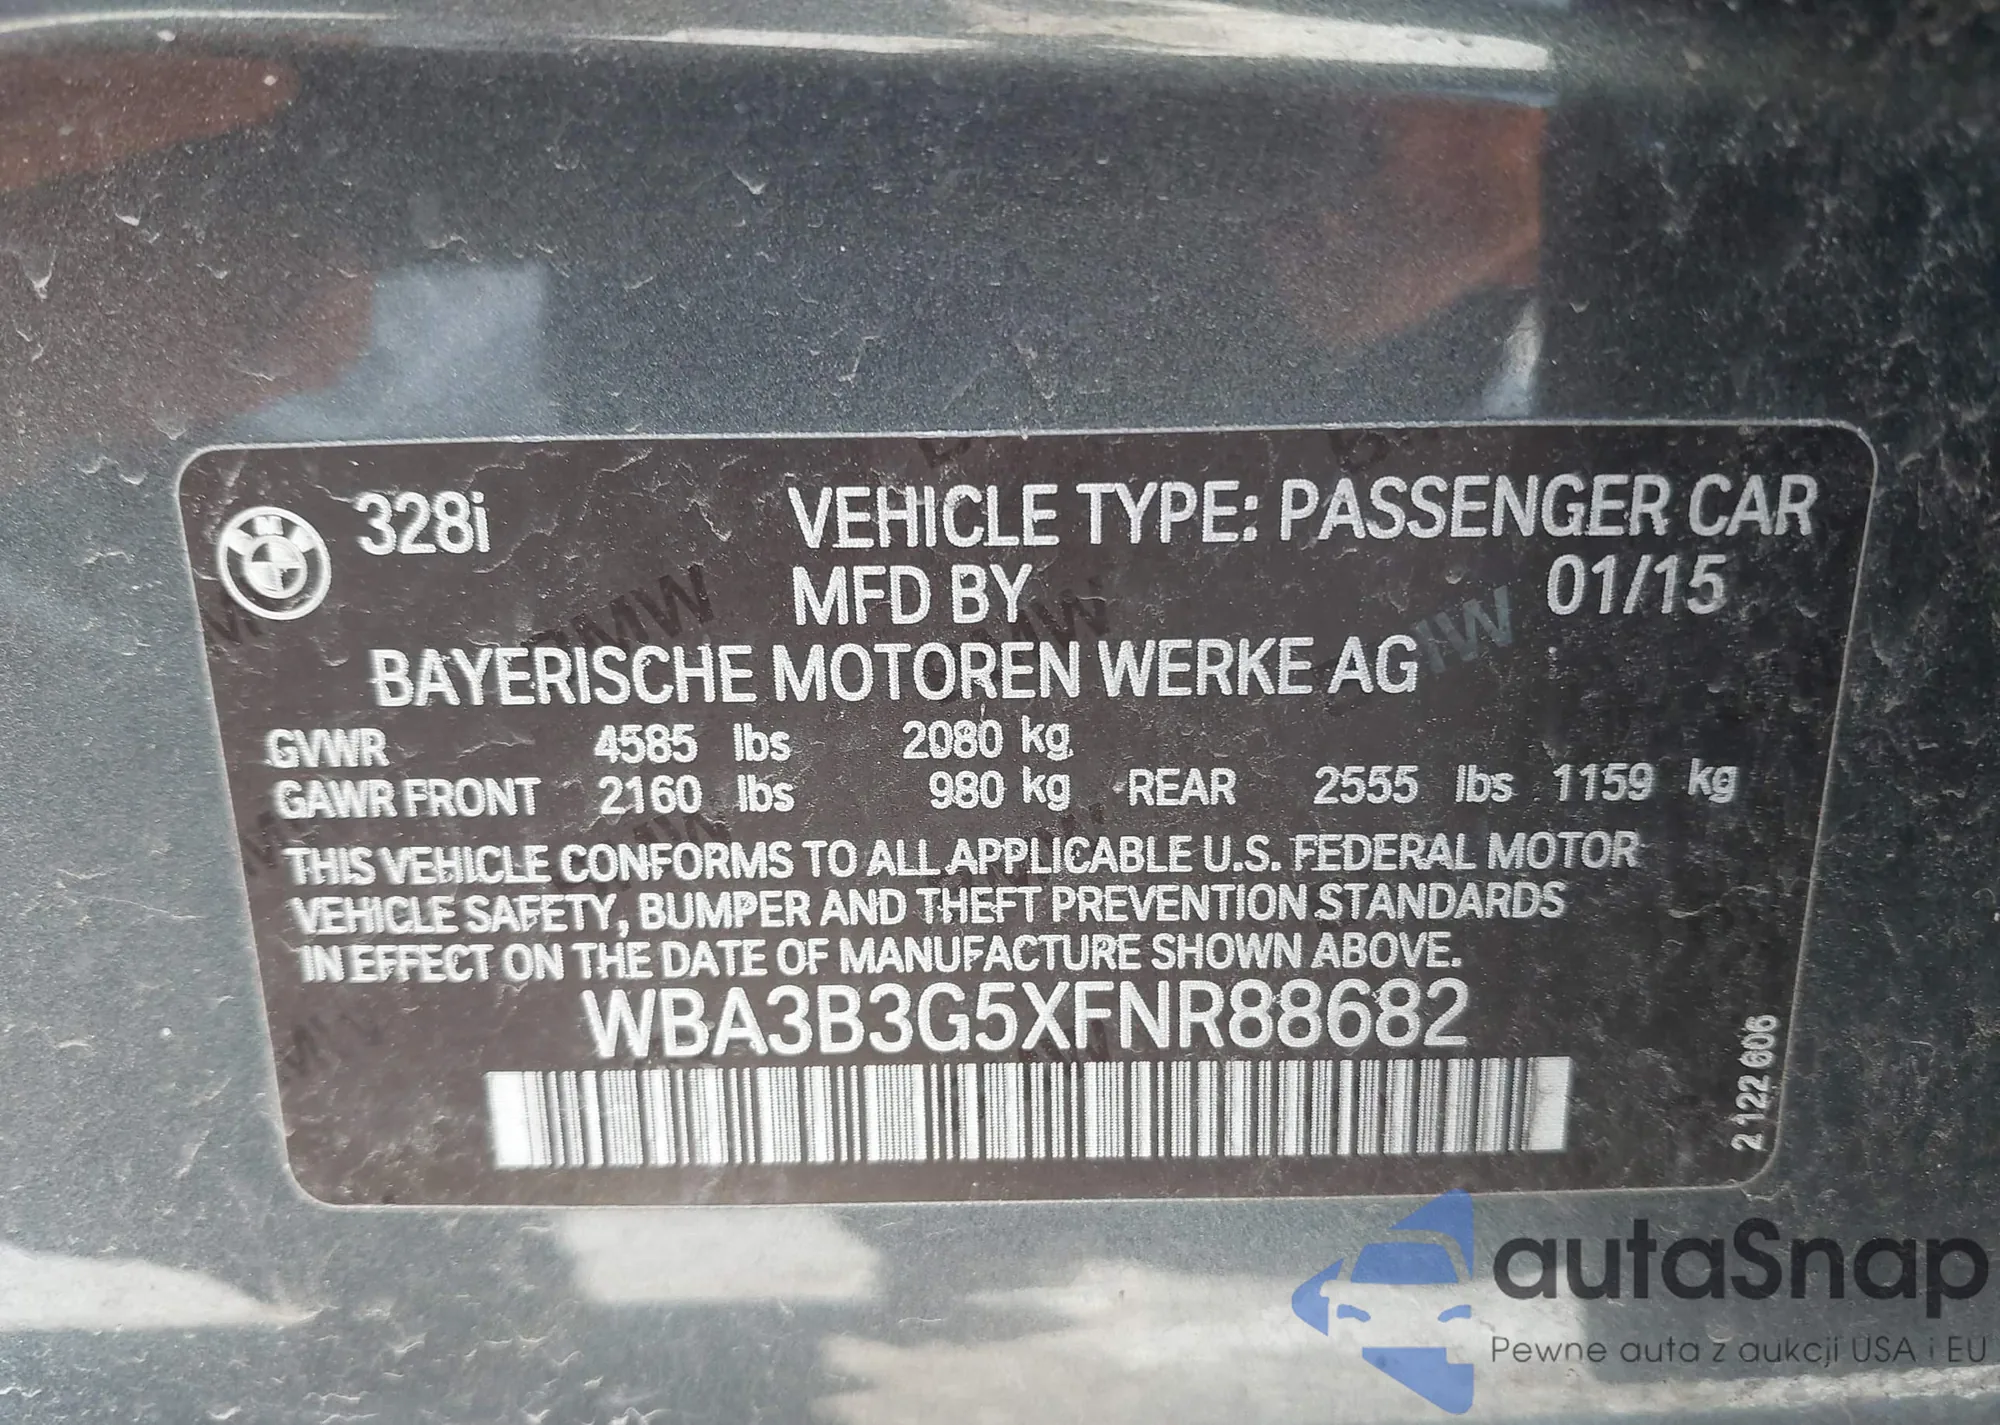 328i VEHICLE TYPE: PASSENGER CAR
MFD BY 01/15
BAYERISCHE MOTOREN WERKE AG
GVWR 4585 lbs 2080 kg
GAWR FRONT 2160 lbs 980 kg REAR 2555 lbs 1159 kg
THIS VEHICLE CONFORMS TO ALL APPLICABLE U.S. FEDERAL MOTOR
VEHICLE SAFETY, BUMPER AND THEFT PREVENTION STANDARDS
IN EFFECT ON THE DATE OF MANUFACTURE SHOWN ABOVE.
WBA3B3G5XFNR88682
2 122 606
autaSnap
Pewne auta z aukcji USA i EU